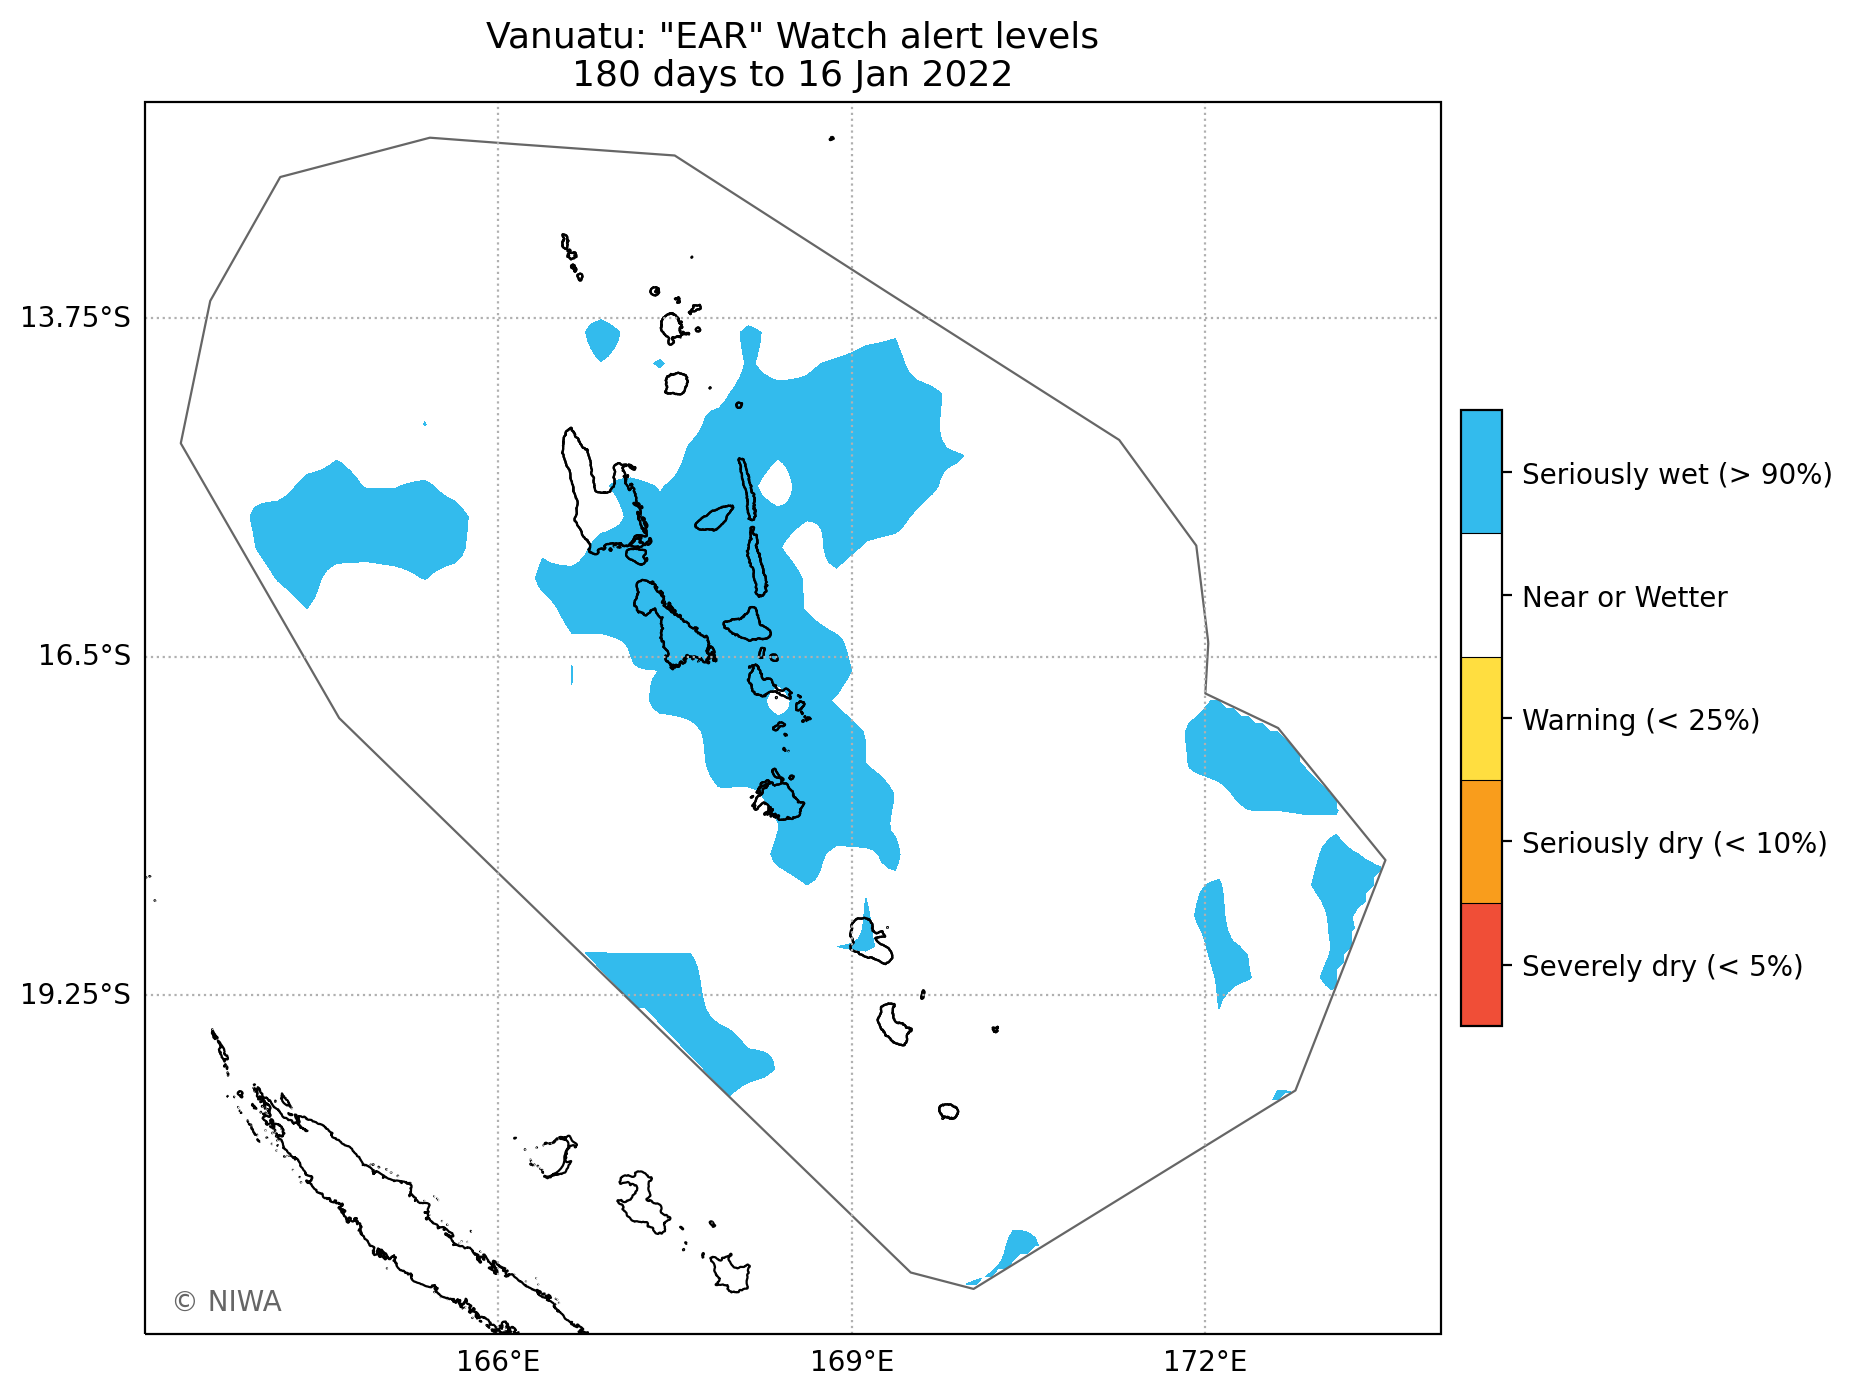 Vanuatu: "EAR" Watch alert levels
180 days to 16 Jan 2022
13.75°S
16.5°S
19.25°S
166°E
169°E
172°E
Seriously wet (> 90%)
Near or Wetter
Warning (< 25%)
Seriously dry (< 10%)
Severely dry (< 5%)
© NIWA